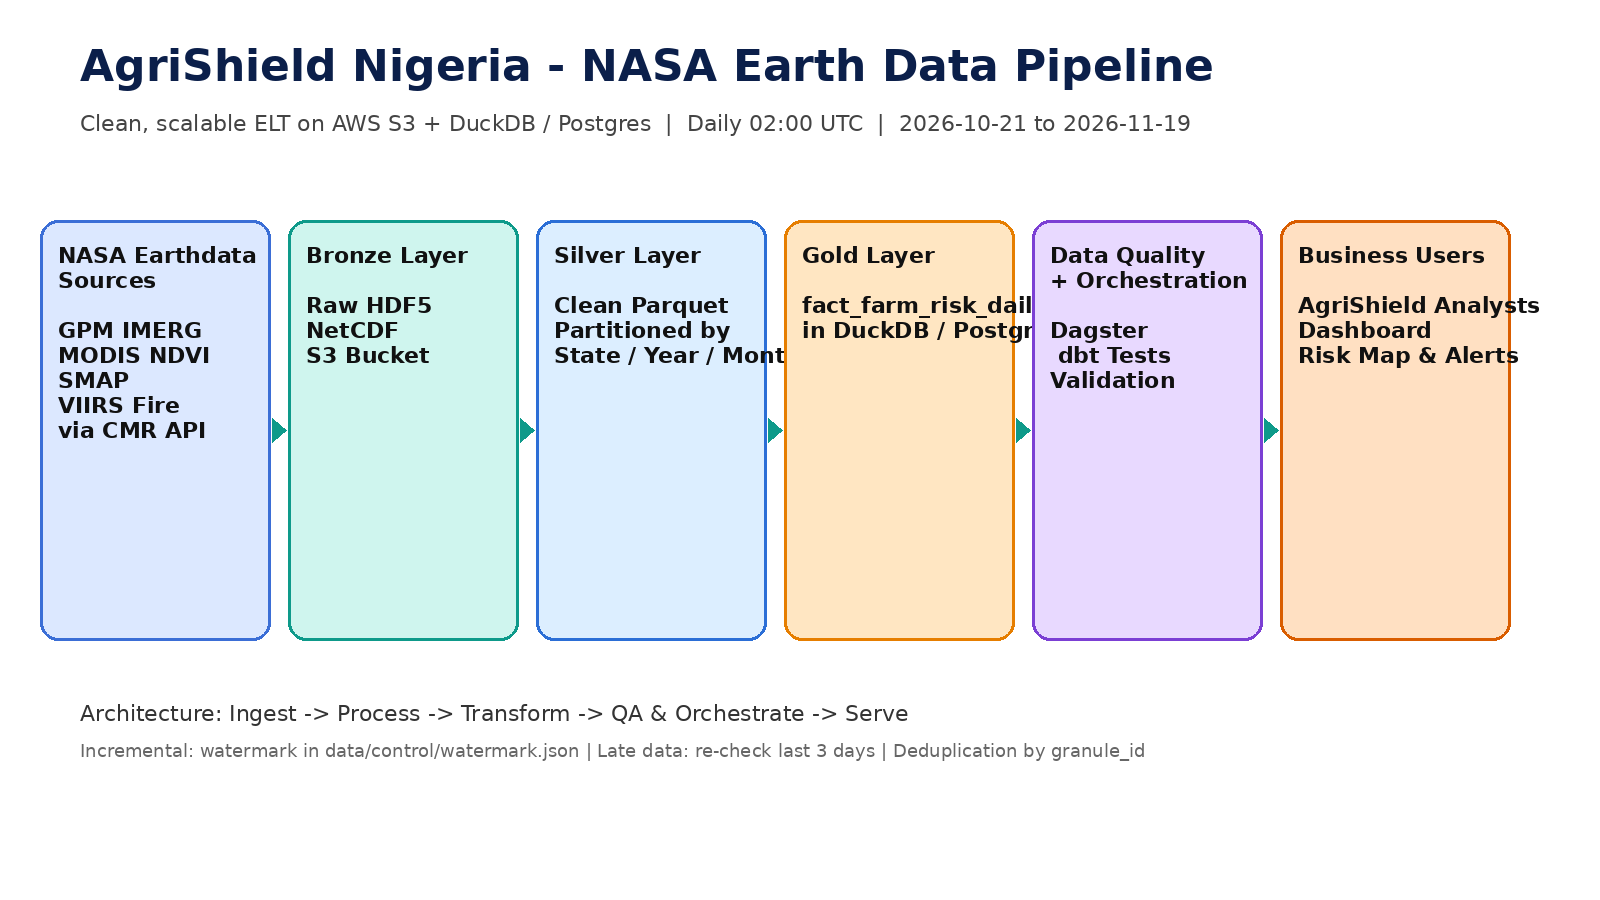 AgriShield Nigeria - NASA Earth Data Pipeline
Clean, scalable ELT on AWS S3 + DuckDB / Postgres | Daily 02:00 UTC | 2026-10-21 to 2026-11-19
NASA Earthdata
Sources
GPM IMERG
MODIS NDVI
SMAP
VIIRS Fire
via CMR API
Bronze Layer
Raw HDF5
NetCDF
S3 Bucket
Silver Layer
Clean Parquet
Partitioned by
State / Year / Mont
Gold Layer
fact_farm_risk_dail
in DuckDB / Postgr
Data Quality
+ Orchestration
Dagster
dbt Tests
Validation
Business Users
AgriShield Analysts
Dashboard
Risk Map & Alerts
Architecture: Ingest -> Process -> Transform -> QA & Orchestrate -> Serve
Incremental: watermark in data/control/watermark.json | Late data: re-check last 3 days | Deduplication by granule_id